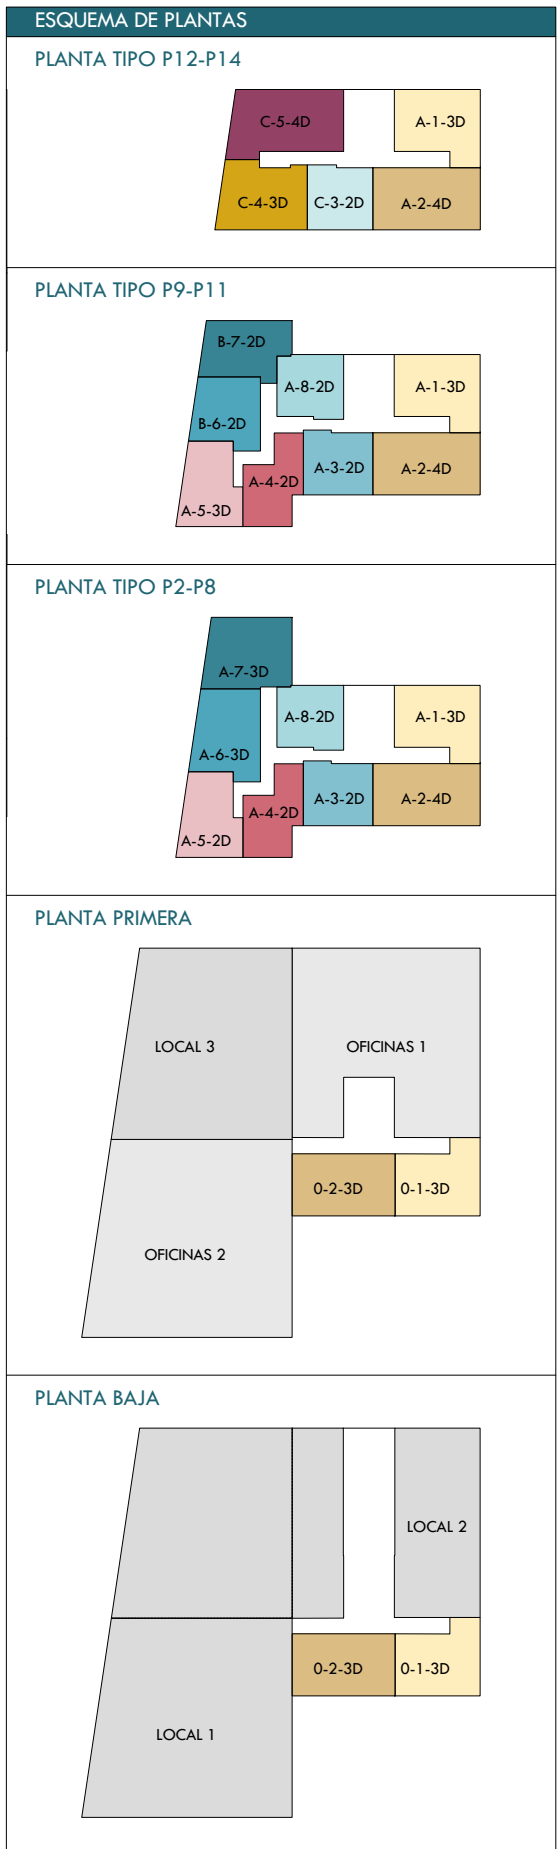 ESQUEMA DE PLANTAS
PLANTA TIPO P12-P14
C-5-4D
A-1-3D
C-4-3D
C-3-2D
A-2-4D
PLANTA TIPO P9-P11
B-7-2D
A-8-2D
A-1-3D
B-6-2D
A-3-2D
A-2-4D
A-4-2D
A-5-3D
PLANTA TIPO P2-P8
A-7-3D
A-8-2D
A-1-3D
A-6-3D
A-3-2D
A-2-4D
A-4-2D
A-5-2D
PLANTA PRIMERA
LOCAL 3
OFICINAS 1
0-2-3D
0-1-3D
OFICINAS 2
PLANTA BAJA
LOCAL 2
0-2-3D
0-1-3D
LOCAL 1